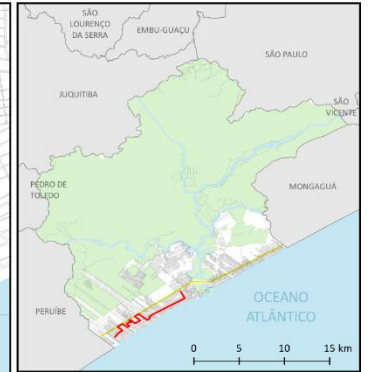 SÃO
LOURENÇO
DA SERRA
EMBU-GUAÇU
SÃO PAULO
JUQUITIBA
SÃO
VICENTE
PEDRO DE
TOLEDO
MONGAGUÁ
PERUÍBE
OCEANO
ATLÂNTICO
0 5 10 15 km